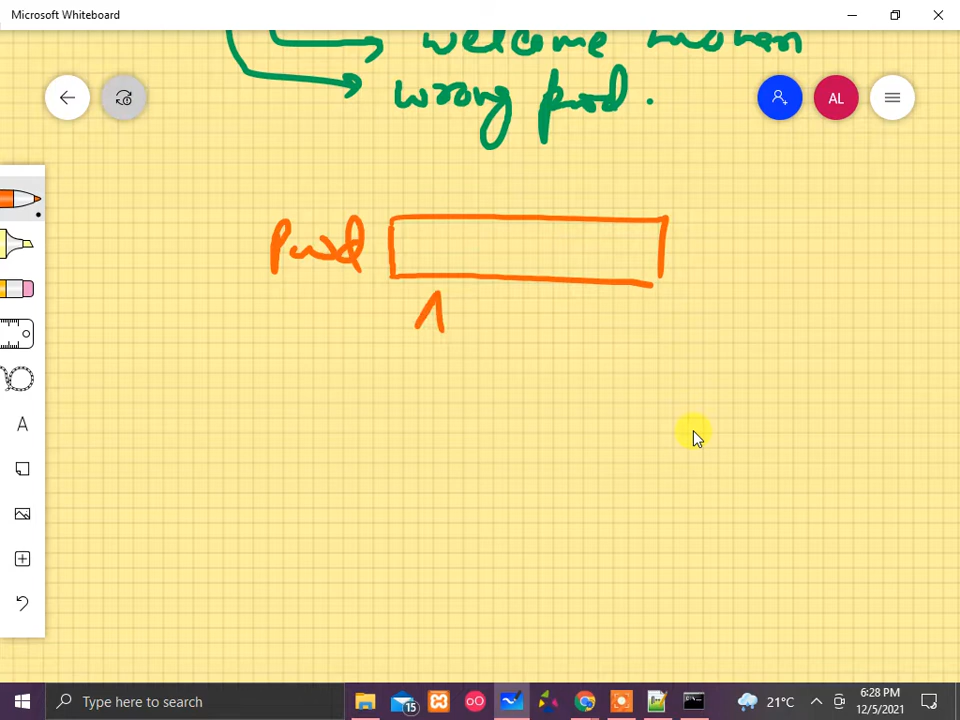 Microsoft Whiteboard
welcome
wrong pwd.
AL
Pwd
A
15
Type here to search
21°C
6:28 PM
12/5/2021